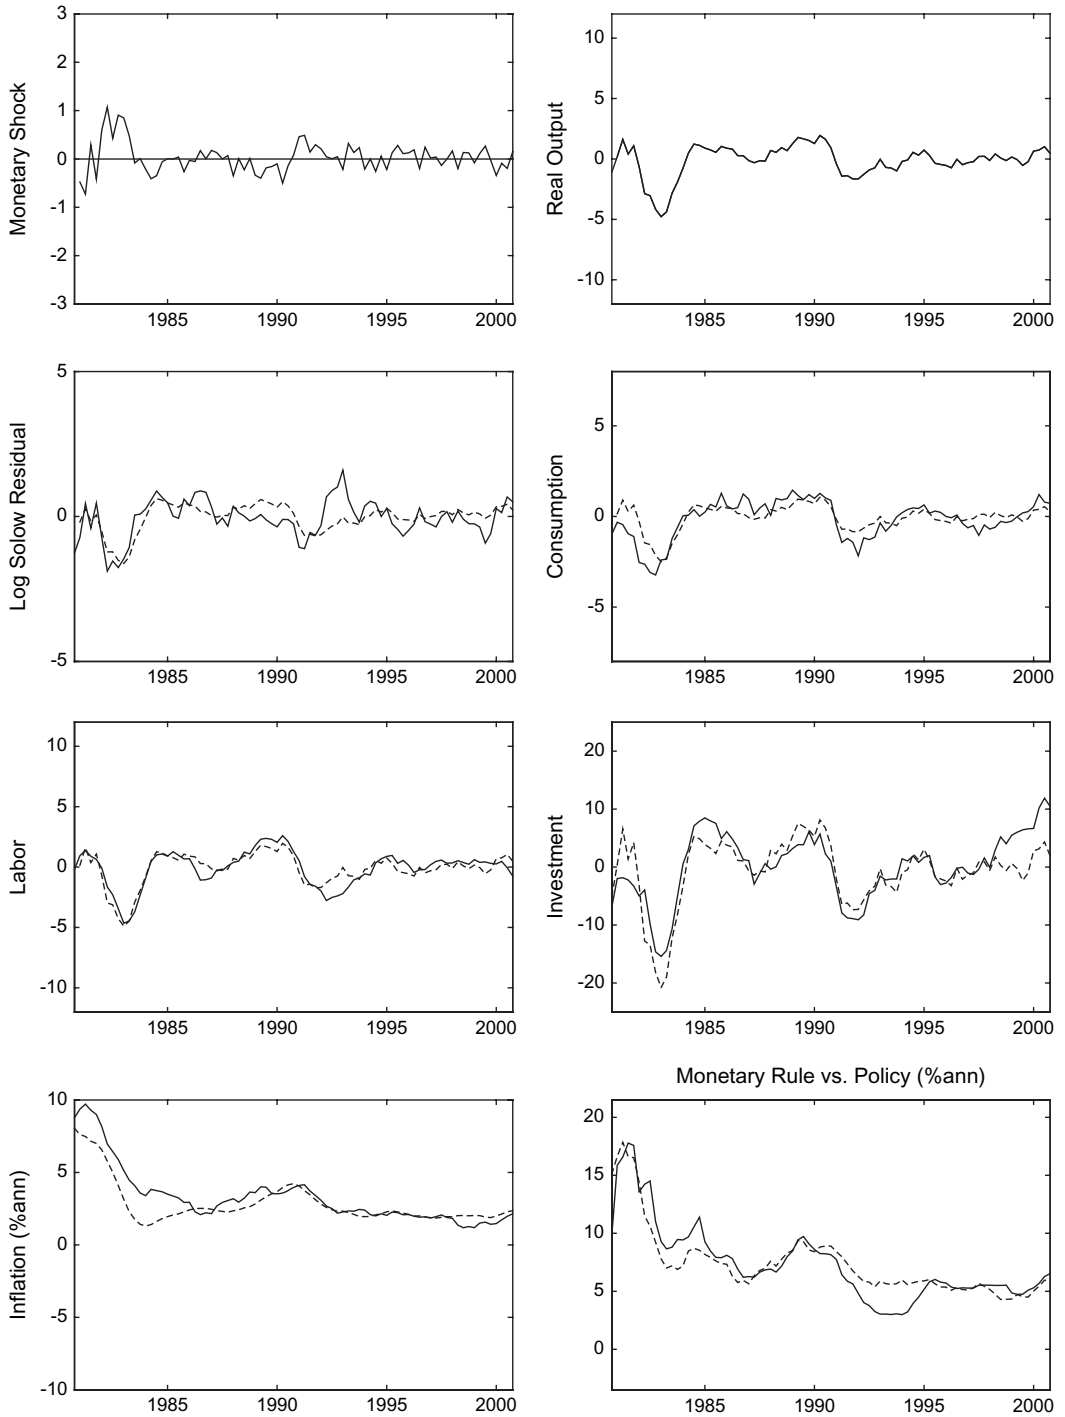 Monetary Shock
3
2
1
0
-1
-2
-3
1985 1990 1995 2000
Real Output
10
5
0
-5
-10
1985 1990 1995 2000
Log Solow Residual
5
0
-5
1985 1990 1995 2000
Consumption
5
0
-5
1985 1990 1995 2000
Labor
10
5
0
-5
-10
1985 1990 1995 2000
Investment
20
10
0
-10
-20
1985 1990 1995 2000
Inflation (%ann)
10
5
0
-5
-10
1985 1990 1995 2000
Monetary Rule vs. Policy (%ann)
20
15
10
5
0
1985 1990 1995 2000